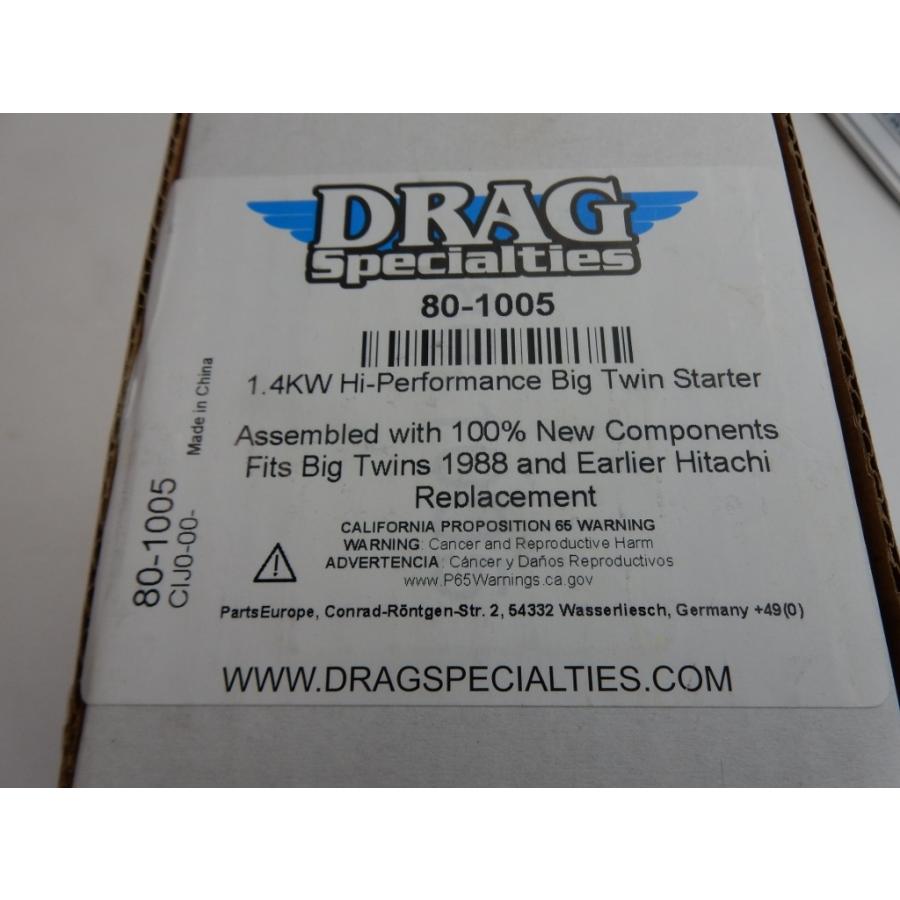 DRAG
Specialties
80-1005
1.4KW Hi-Performance Big Twin Starter
Assembled with 100% New Components
Fits Big Twins 1988 and Earlier Hitachi
Replacement
CALIFORNIA PROPOSITION 65 WARNING
WARNING: Cancer and Reproductive Harm
ADVERTENCIA: Cáncer y Daños Reproductivos
www.P65Warnings.ca.gov
PartsEurope, Conrad-Röntgen-Str. 2, 54332 Wasserliesch, Germany +49(0)
WWW.DRAGSPECIALTIES.COM
80-1005
CIJ0-00-
Made in China